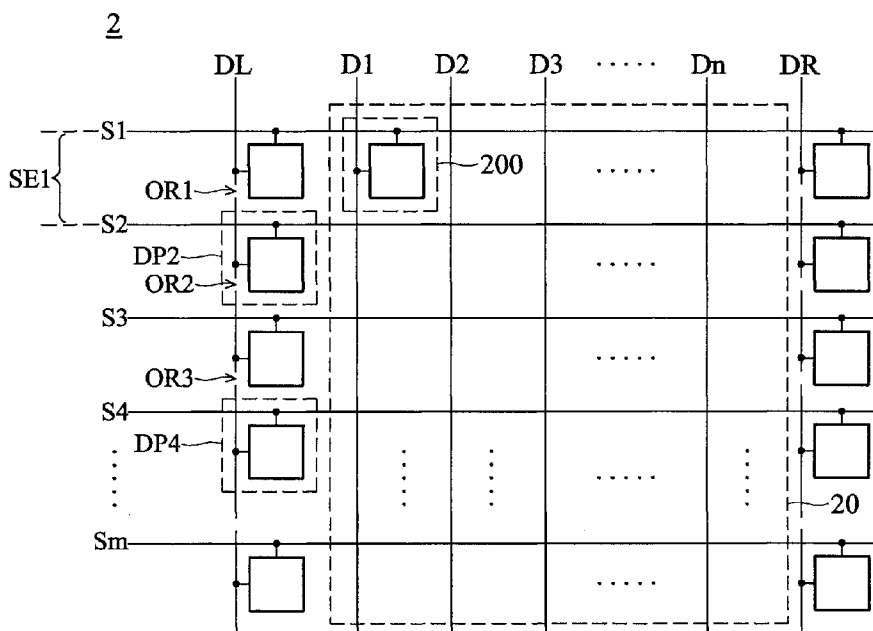 2
DL D1 D2 D3 ····· Dn DR
S1
SE1
OR1
200
S2
DP2
OR2
S3
OR3
S4
DP4
20
Sm